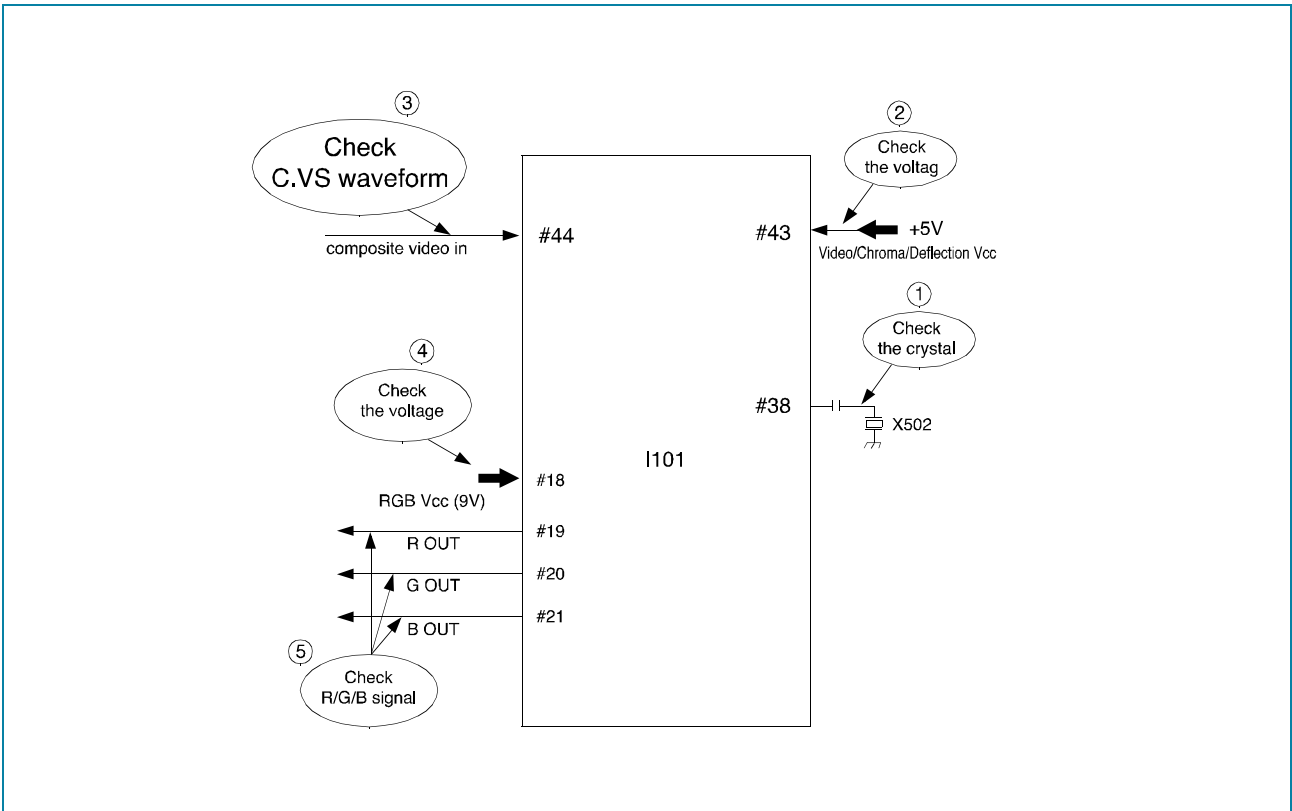 ③
Check
C.VS waveform
②
Check
the voltag
#44
composite video in
#43
+5V
Video/Chroma/Deflection Vcc
①
Check
the crystal
④
Check
the voltage
#38
X502
I101
#18
RGB Vcc (9V)
#19
R OUT
#20
G OUT
#21
B OUT
⑤
Check
R/G/B signal